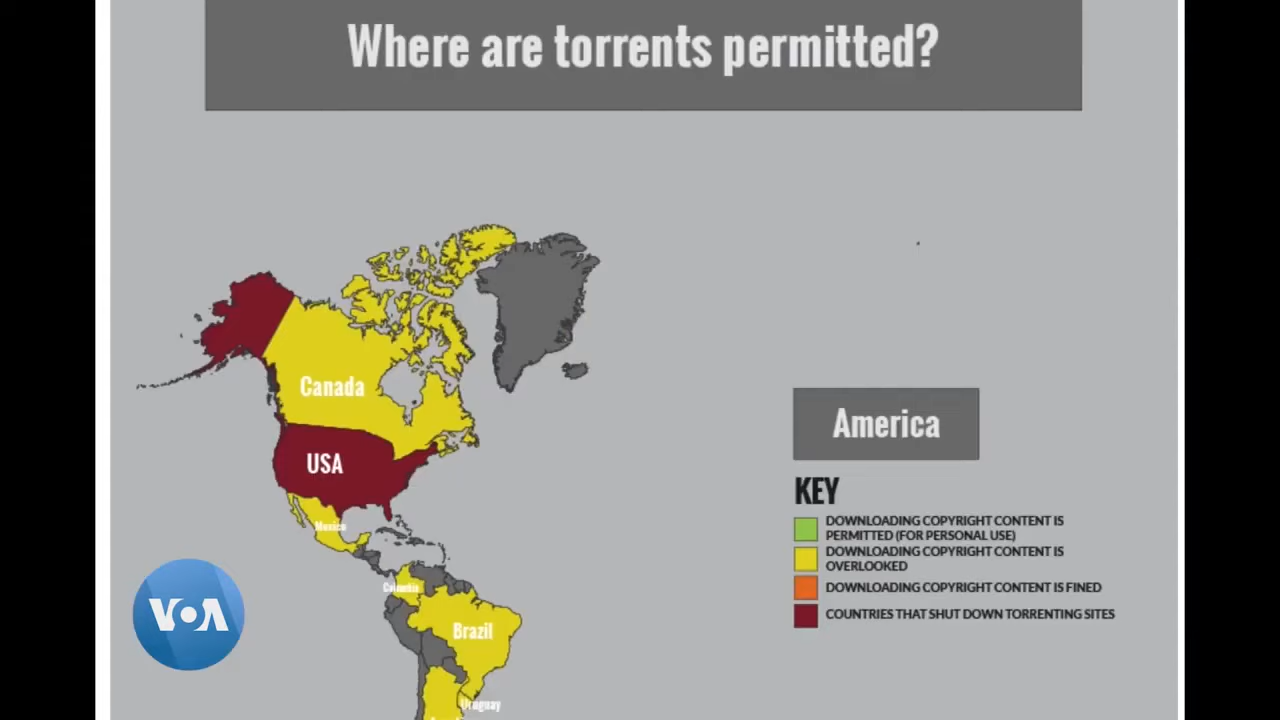 Where are torrents permitted?
Canada
USA
Mexico
Colombia
Brazil
Uruguay
America
KEY
DOWNLOADING COPYRIGHT CONTENT IS
PERMITTED (FOR PERSONAL USE)
DOWNLOADING COPYRIGHT CONTENT IS
OVERLOOKED
DOWNLOADING COPYRIGHT CONTENT IS FINED
COUNTRIES THAT SHUT DOWN TORRENTING SITES
VOA